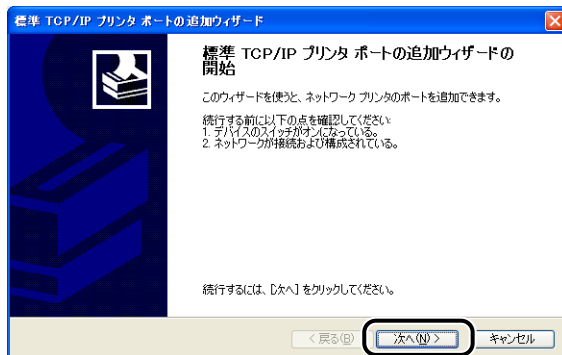 標準 TCP/IP プリンタ ポートの追加ウィザード
標準 TCP/IP プリンタ ポートの追加ウィザードの
開始
このウィザードを使うと、ネットワーク プリンタのポートを追加できます。
続行する前に以下の点を確認してください:
1. デバイスのスイッチがオンになっている。
2. ネットワークが接続および構成されている。
続行するには、[次へ] をクリックしてください。
< 戻る(B)
次へ(N) >
キャンセル